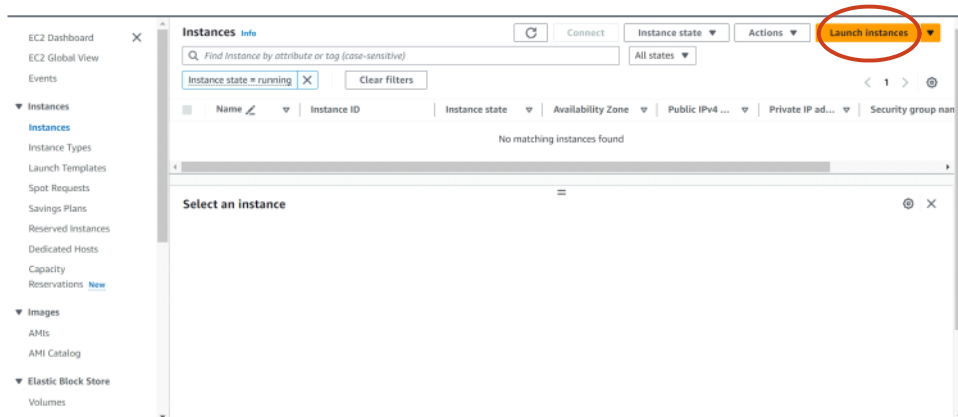 EC2 Dashboard
EC2 Global View
Events
Instances
Instances
Instance Types
Launch Templates
Spot Requests
Savings Plans
Reserved Instances
Dedicated Hosts
Capacity
Reservations New
Images
AMIs
AMI Catalog
Elastic Block Store
Volumes
Instances Info
Connect
Instance state
Actions
Launch instances
Find Instance by attribute or tag (case-sensitive)
All states
Instance state = running
Clear filters
1
Name
Instance ID
Instance state
Availability Zone
Public IPv4 ...
Private IP ad...
Security group nan
No matching instances found
Select an instance